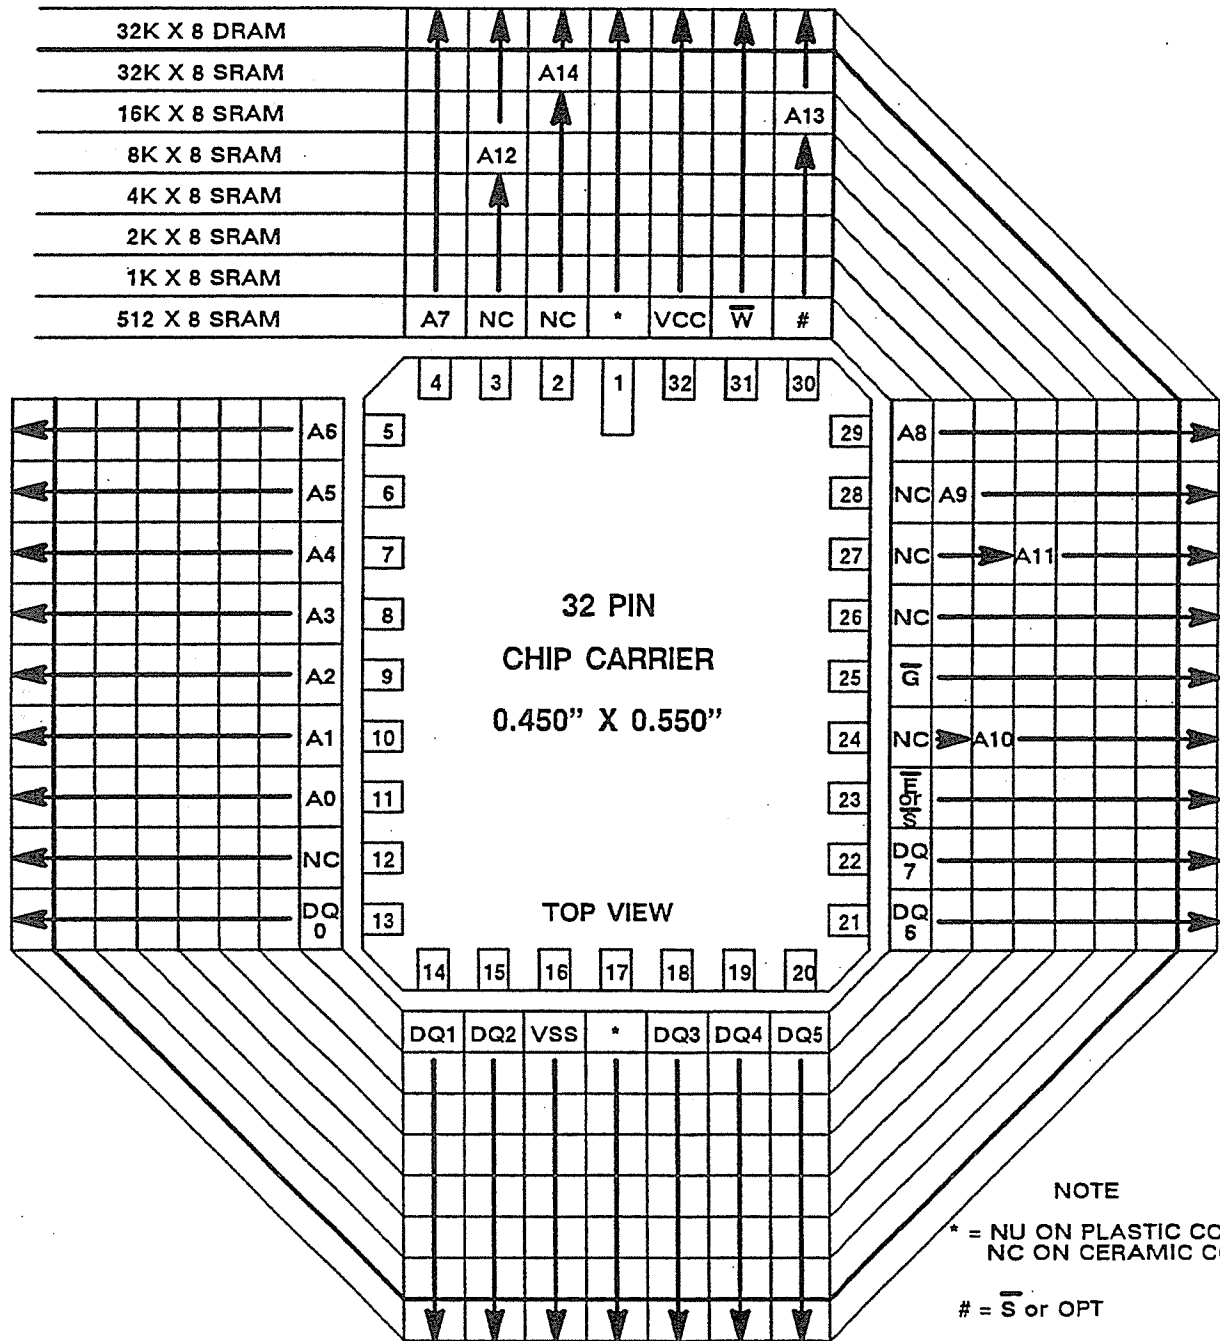 32K X 8 DRAM
32K X 8 SRAM A14
16K X 8 SRAM A13
8K X 8 SRAM A12
4K X 8 SRAM
2K X 8 SRAM
1K X 8 SRAM
512 X 8 SRAM A7 NC NC * VCC W̅ #
4 3 2 1 32 31 30
A6 5 29 A8
A5 6 28 NC A9
A4 7 27 NC A11
A3 8 26 NC
32 PIN
CHIP CARRIER
A2 9 25 G̅
0.450" X 0.550"
A1 10 24 NC A10
A0 11 23 E̅ or S̅
NC 12 22 DQ 7
DQ 0 13 21 DQ 6
TOP VIEW
14 15 16 17 18 19 20
DQ1 DQ2 VSS * DQ3 DQ4 DQ5
NOTE
* = NU ON PLASTIC
NC ON CERAMIC
# = S̅ or OPT